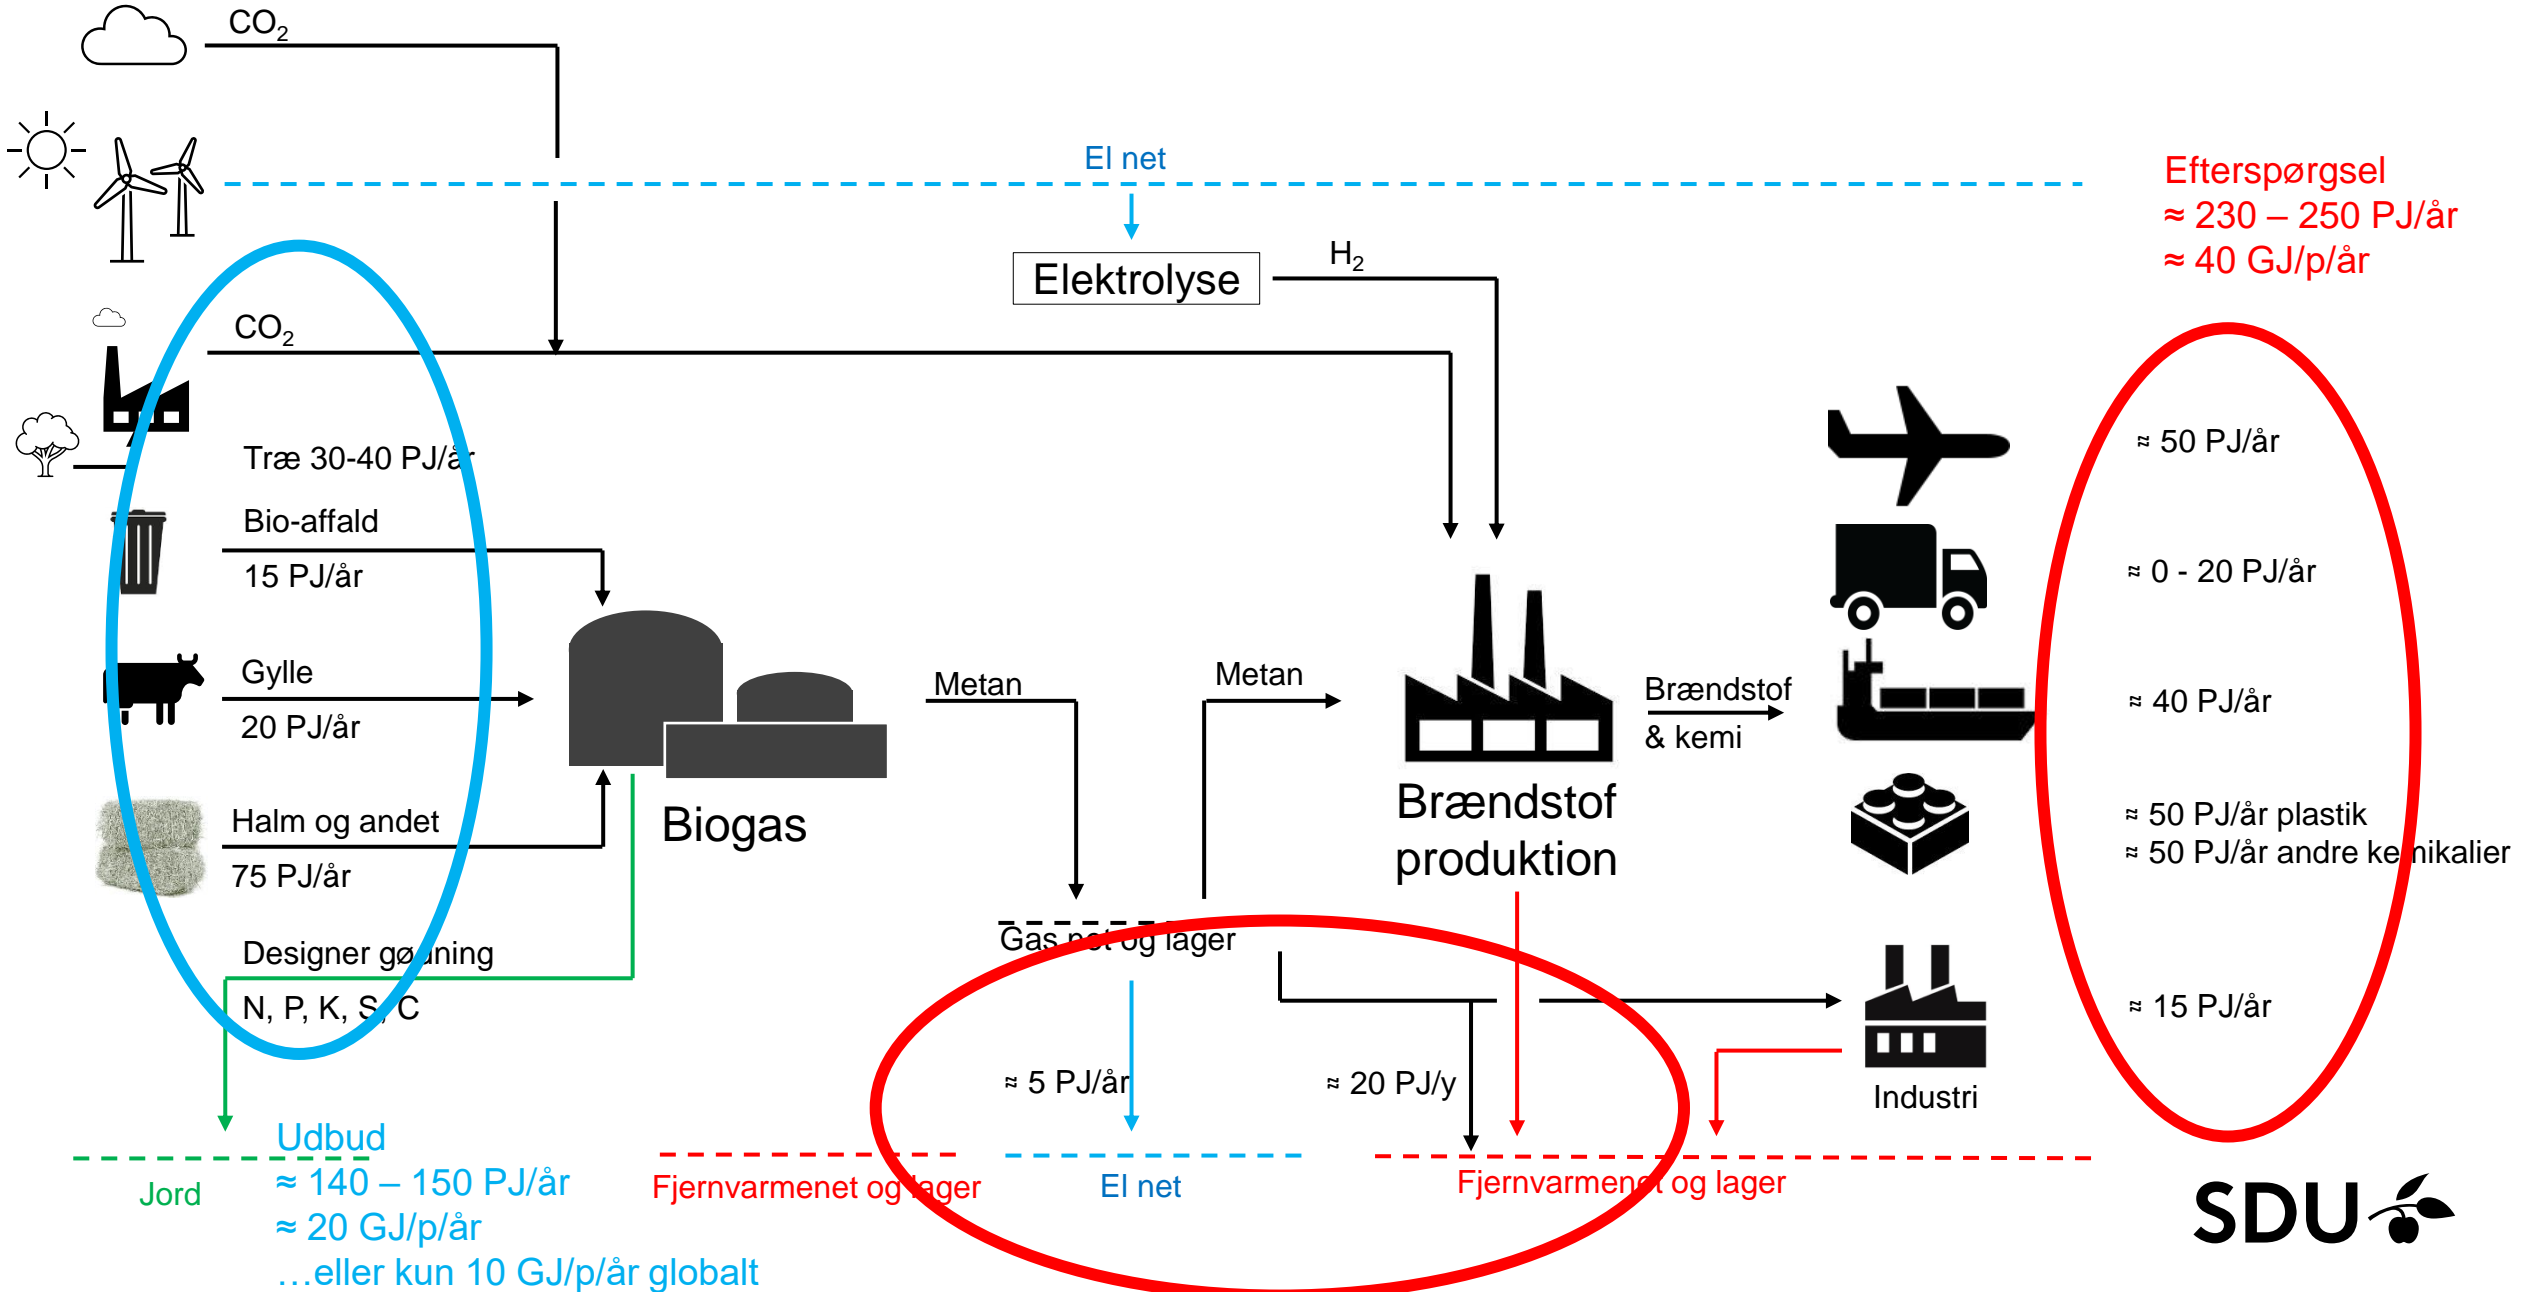 CO₂
El net
Efterspørgsel
≈ 230 – 250 PJ/år
≈ 40 GJ/p/år
Elektrolyse
H₂
CO₂
Træ 30-40 PJ/år
≈ 50 PJ/år
Bio-affald
15 PJ/år
≈ 0 - 20 PJ/år
Gylle
20 PJ/år
Metan
Metan
Brændstof
& kemi
≈ 40 PJ/år
Halm og andet
75 PJ/år
Biogas
Brændstof
produktion
≈ 50 PJ/år plastik
≈ 50 PJ/år andre kemikalier
Designer gødning
N, P, K, S, C
Gas net og lager
≈ 15 PJ/år
≈ 5 PJ/år
≈ 20 PJ/y
Industri
Jord
Udbud
≈ 140 – 150 PJ/år
≈ 20 GJ/p/år
…eller kun 10 GJ/p/år globalt
Fjernvarmenet og lager
El net
Fjernvarmenet og lager
SDU